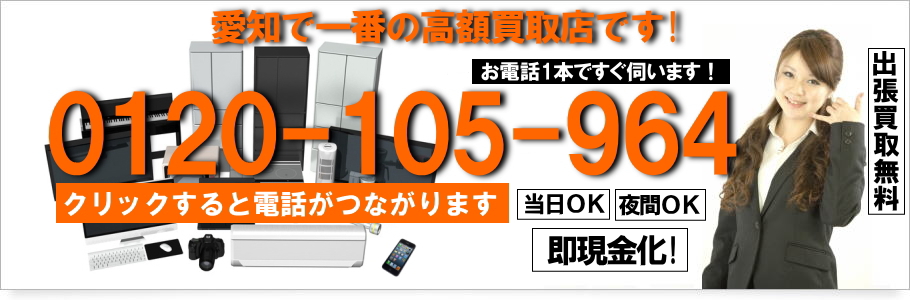 愛知で一番の高額買取店です!
お電話1本ですぐ伺います！
0120-105-964
クリックすると電話がつながります
当日OK
夜間OK
即現金化!
出張買取無料